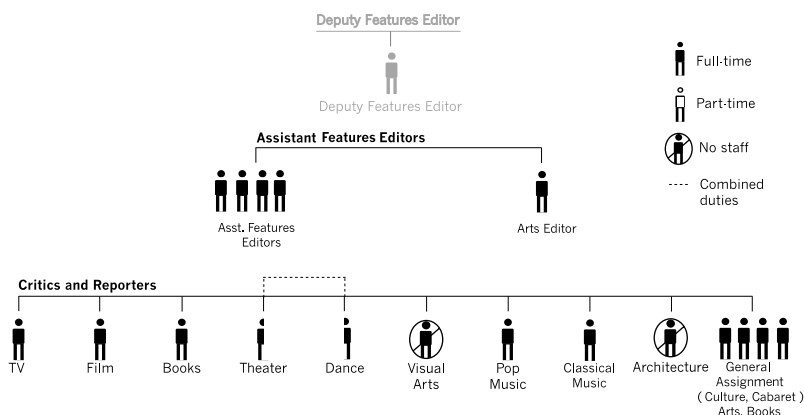 Deputy Features Editor
Deputy Features Editor
Full-time
Part-time
No staff
Combined
duties
Assistant Features Editors
Asst. Features
Editors
Arts Editor
Critics and Reporters
TV
Film
Books
Theater
Dance
Visual
Arts
Pop
Music
Classical
Music
Architecture
General
Assignment
( Culture, Cabaret )
Arts, Books